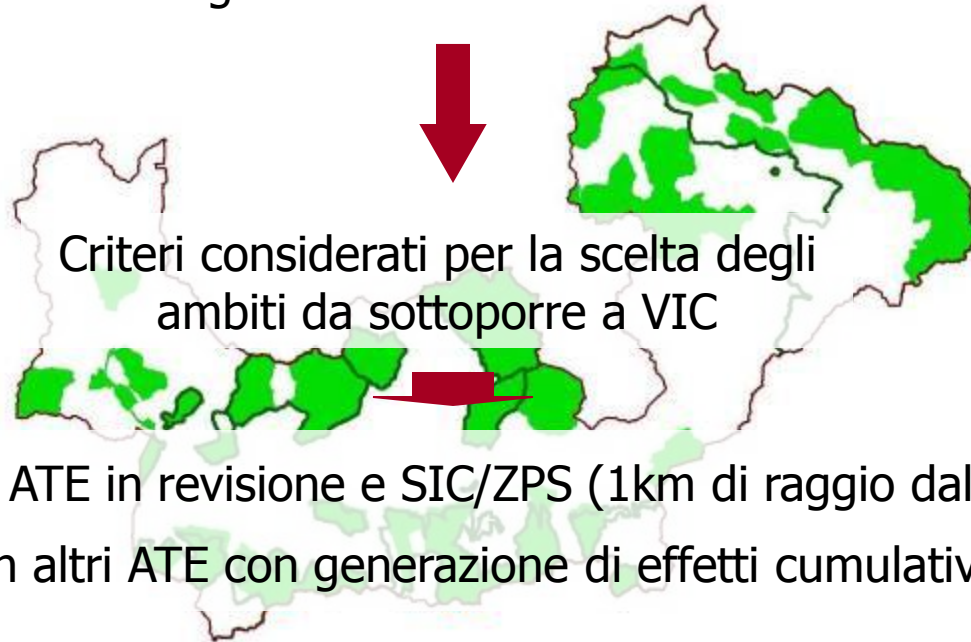 Criteri considerati per la scelta degli
ambiti da sottoporre a VIC
ATE in revisione e SIC/ZPS (1km di raggio dal
altri ATE con generazione di effetti cumulativ